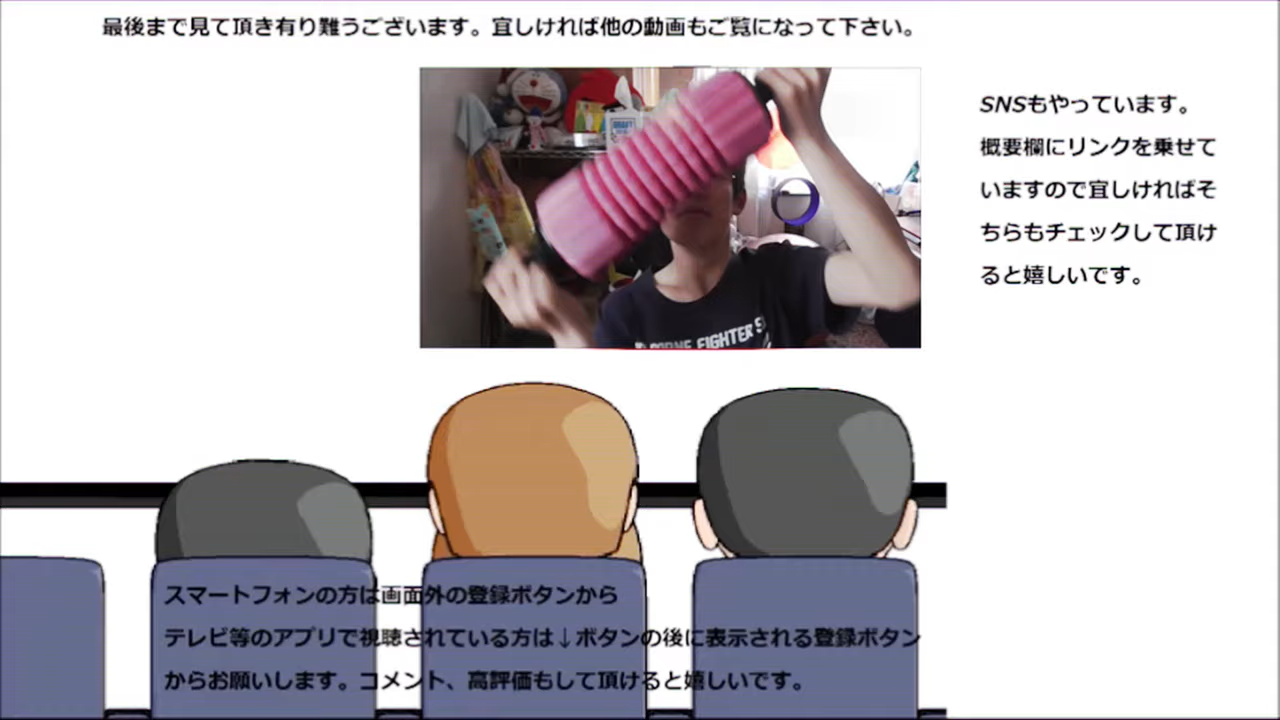 最後まで見て頂き有り難うございます。宜しければ他の動画もご覧になって下さい。
SNSもやっています。
概要欄にリンクを乗せて
いますので宜しければそ
ちらもチェックして頂け
ると嬉しいです。
FIGHTER
スマートフォンの方は画面外の登録ボタンから
テレビ等のアプリで視聴されている方は↓ボタンの後に表示される登録ボタン
からお願いします。コメント、高評価もして頂けると嬉しいです。